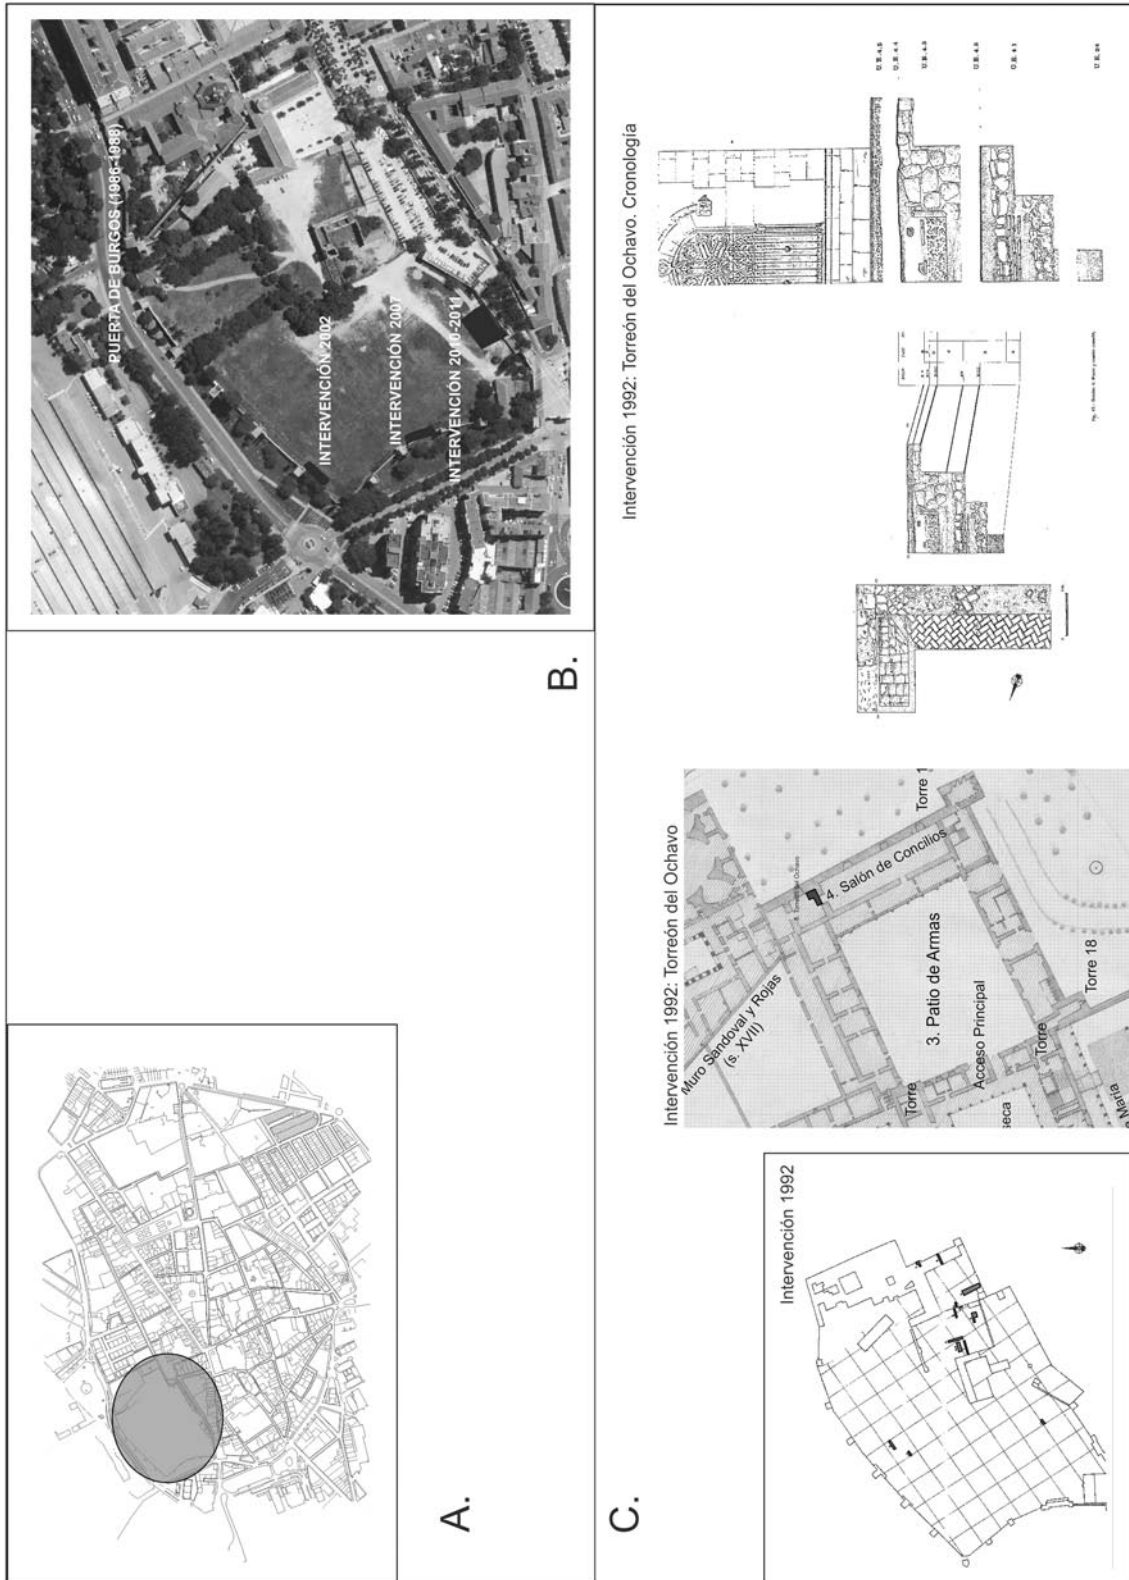 A.
B.
PUERTA DE BURGOS (1986-1988)
INTERVENCIÓN 2002
INTERVENCIÓN 2007
INTERVENCIÓN 2010-2011
C.
Intervención 1992
Intervención 1992: Torreón del Ochavo
Muro Sandoval y Rojas
(s. XVII)
4. Salón de Concilios
Torre 1
3. Patio de Armas
Acceso Principal
Torre
Torre
Torre 18
seca
María
Intervención 1992: Torreón del Ochavo. Cronología